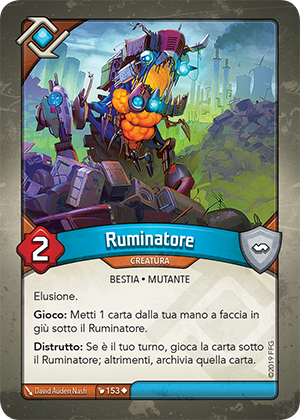 Ruminatore
CREATURA
2
BESTIA • MUTANTE
Elusione.
Gioco: Metti 1 carta dalla tua mano a faccia in
giù sotto il Ruminatore.
Distrutto: Se è il tuo turno, gioca la carta sotto
il Ruminatore; altrimenti, archivia quella carta.
©2019 FFG
David Auden Nash
153